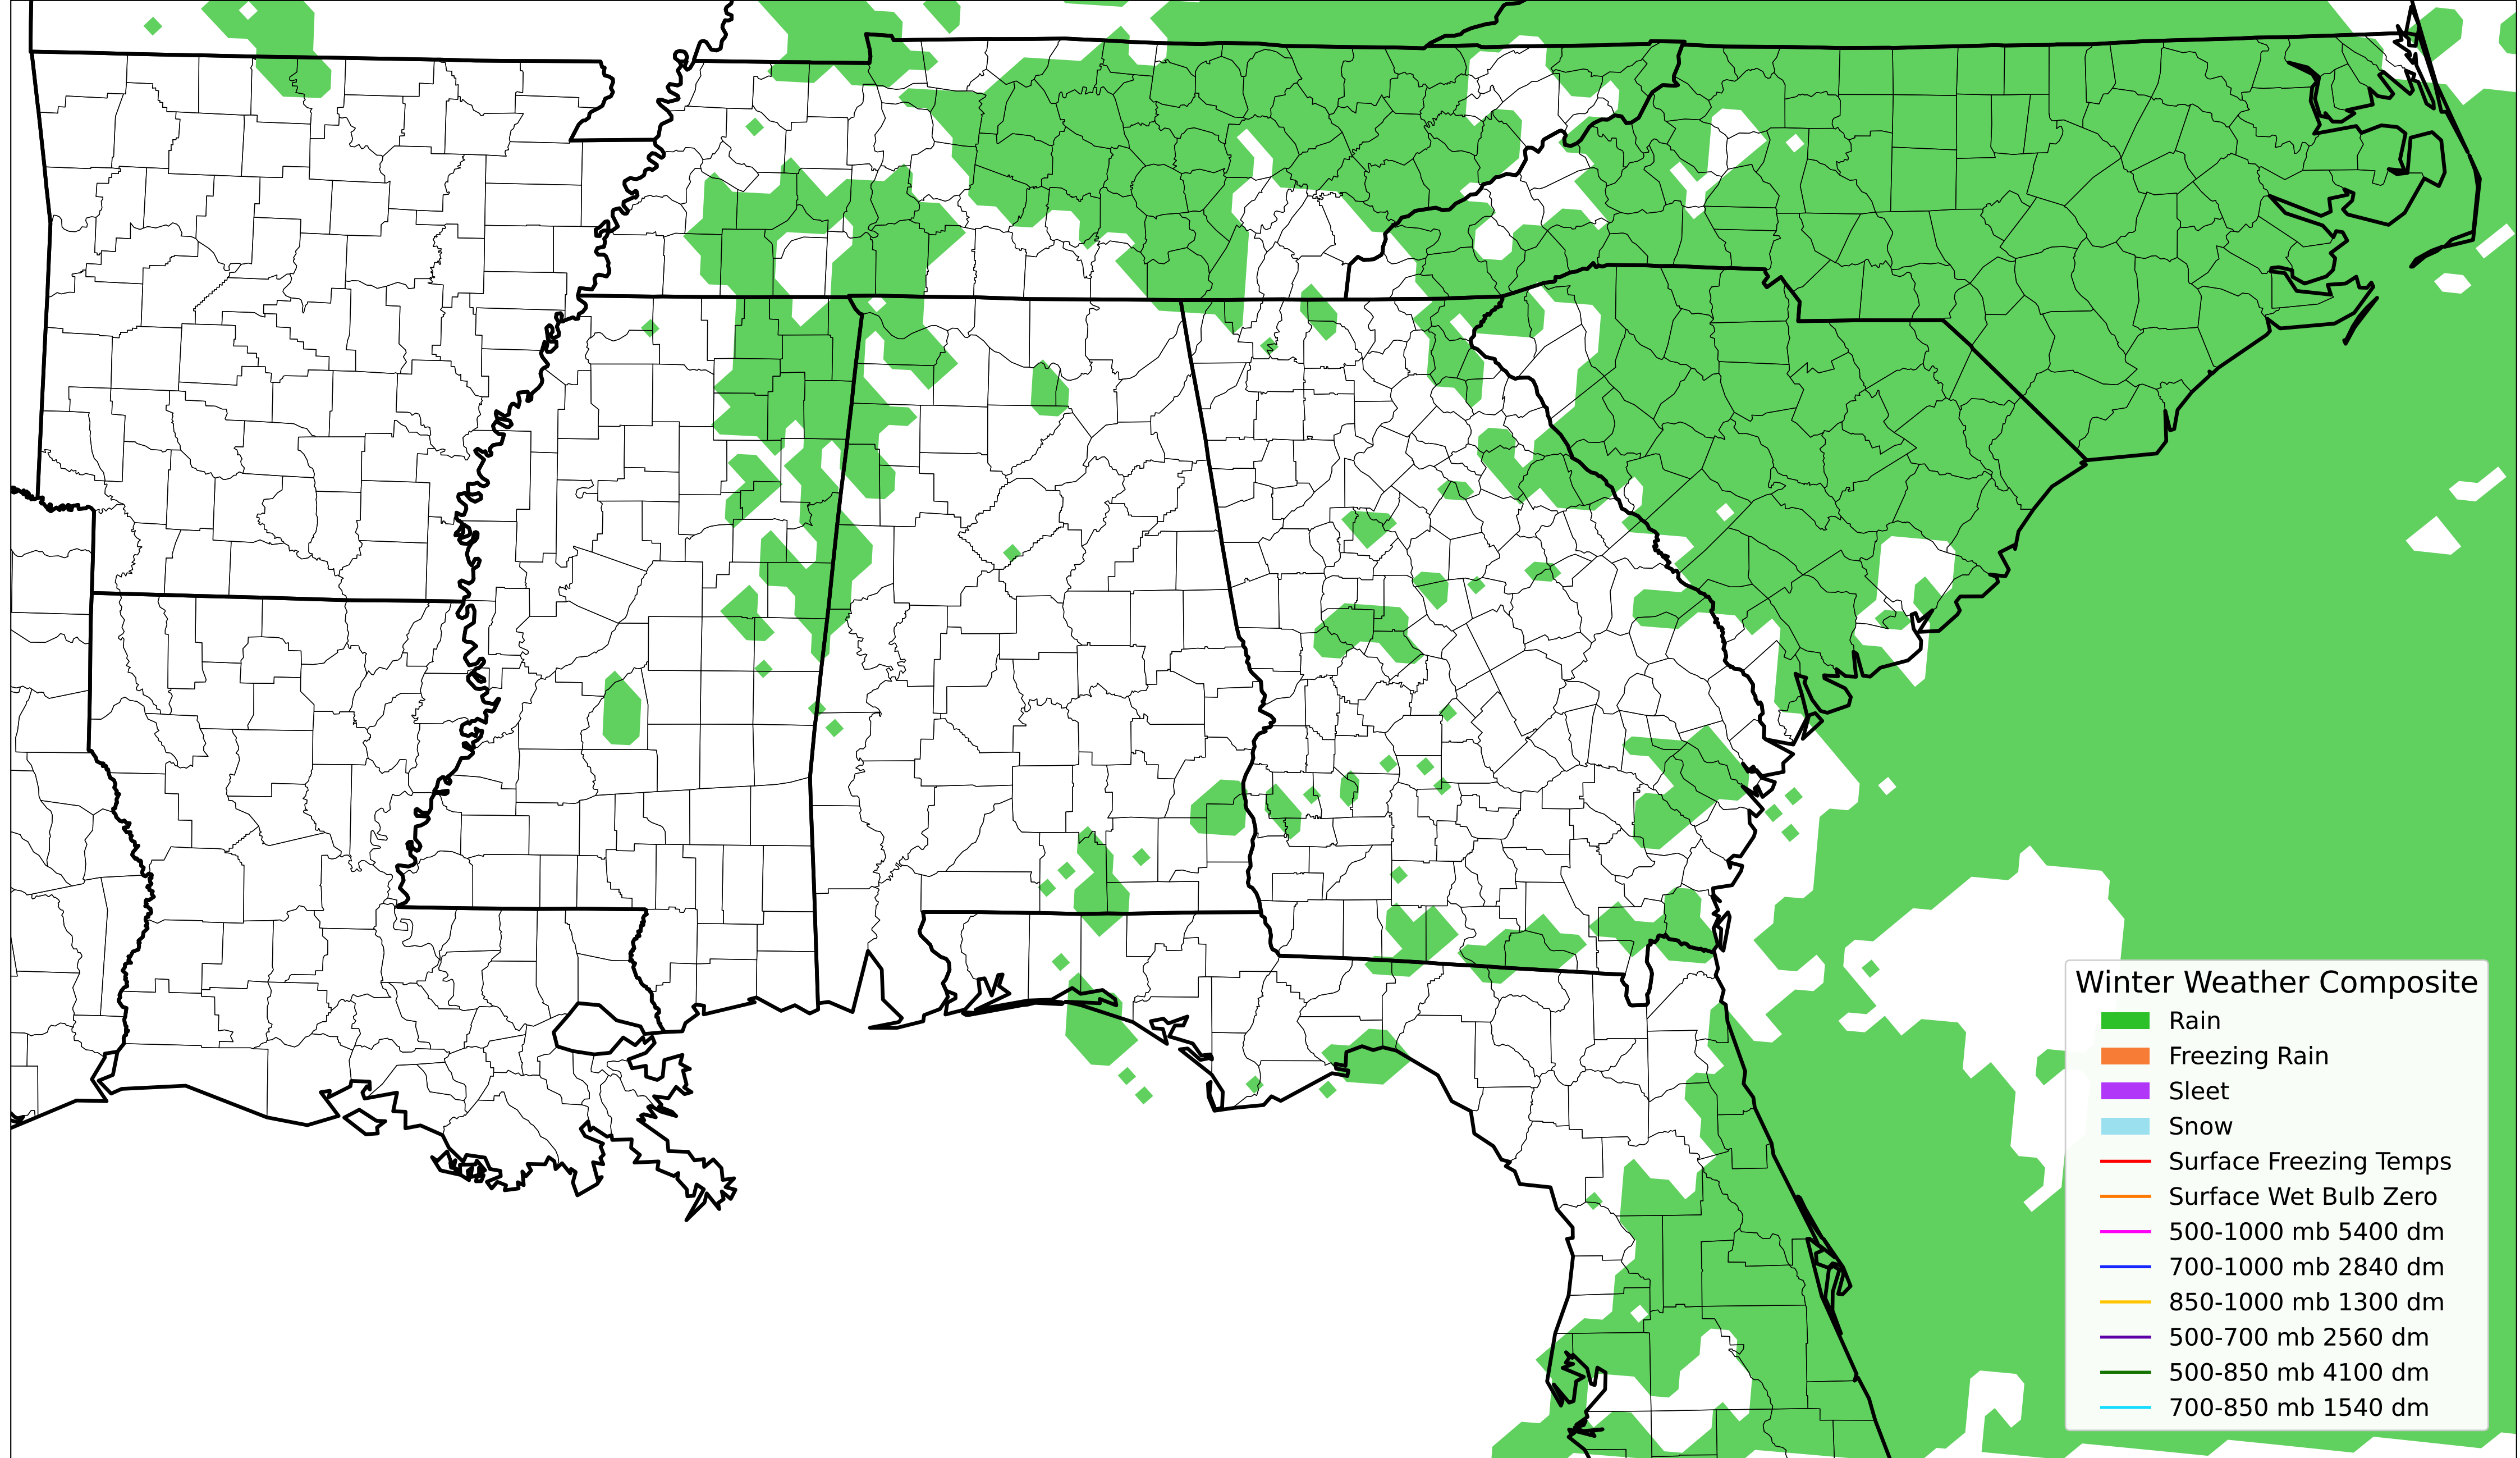 Winter Weather Composite
Rain
Freezing Rain
Sleet
Snow
Surface Freezing Temps
Surface Wet Bulb Zero
500-1000 mb 5400 dm
700-1000 mb 2840 dm
850-1000 mb 1300 dm
500-700 mb 2560 dm
500-850 mb 4100 dm
700-850 mb 1540 dm